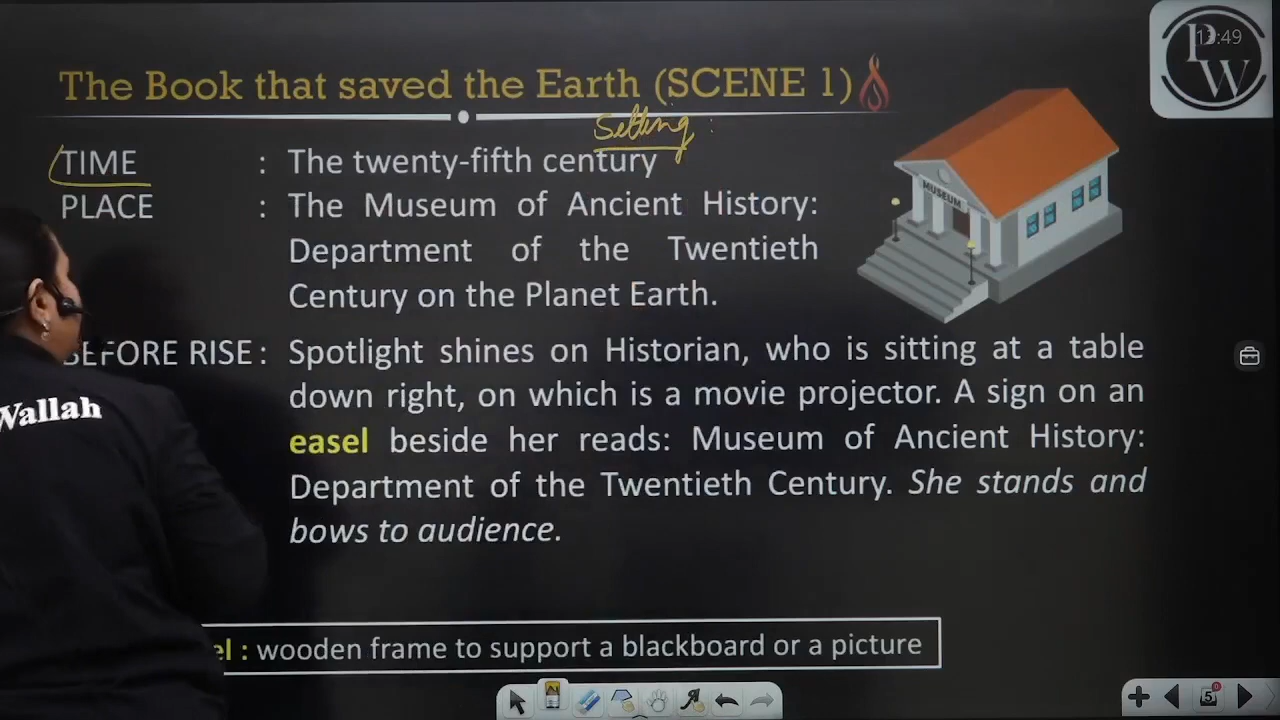 The Book that saved the Earth (SCENE 1)
Setting :
TIME : The twenty-fifth century
PLACE : The Museum of Ancient History:
Department of the Twentieth
Century on the Planet Earth.
MUSEUM
BEFORE RISE : Spotlight shines on Historian, who is sitting at a table
down right, on which is a movie projector. A sign on an
easel beside her reads: Museum of Ancient History:
Department of the Twentieth Century. She stands and
bows to audience.
el : wooden frame to support a blackboard or a picture
Wallah
PW
13:49
5